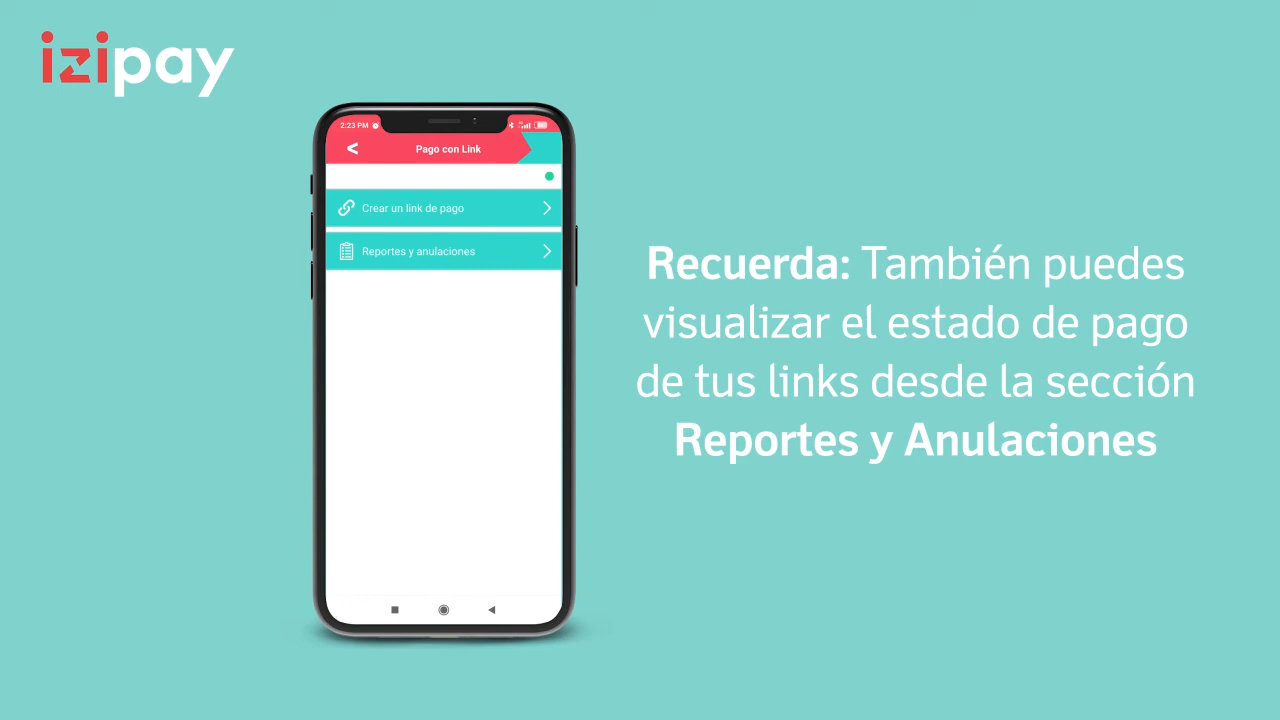 izipay
2:23 PM
Pago con Link
Crear un link de pago
Reportes y anulaciones
Recuerda: También puedes
visualizar el estado de pago
de tus links desde la sección
Reportes y Anulaciones